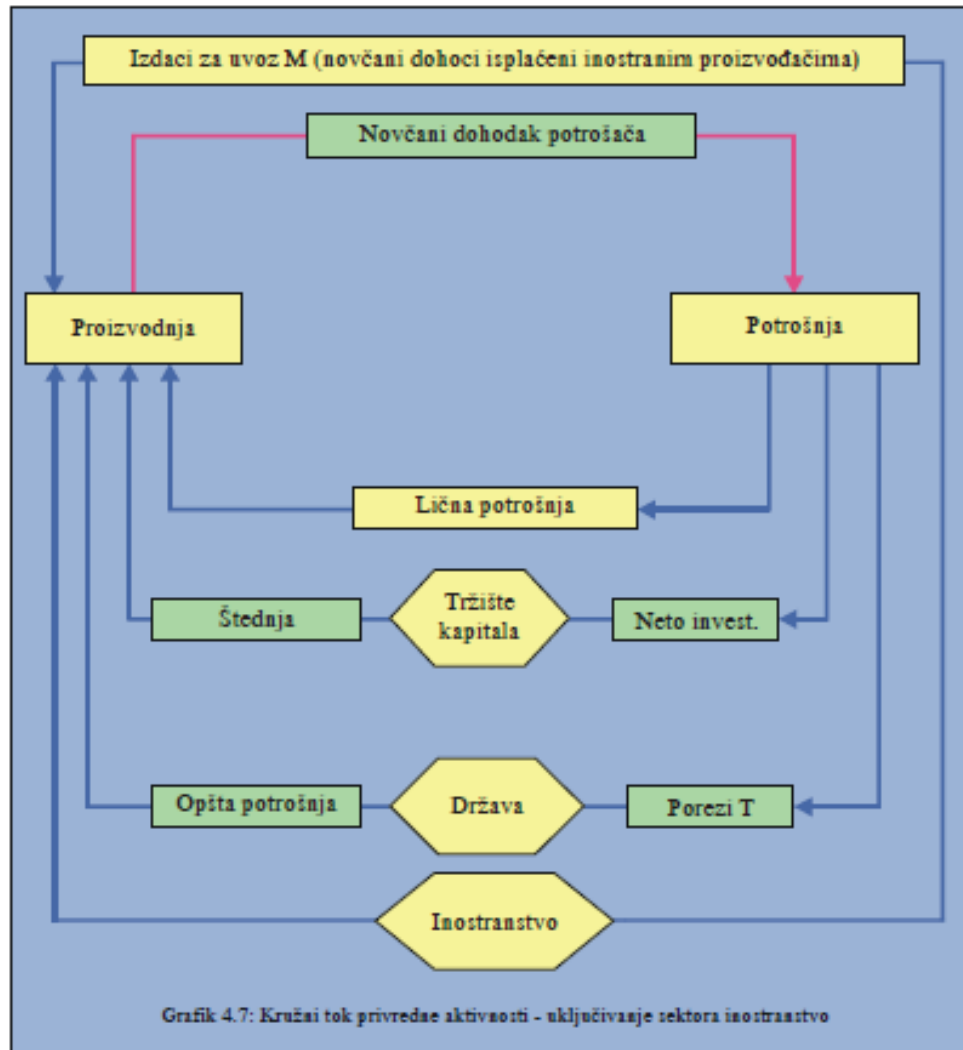 Izdaci za uvoz M (novčani dohoci isplaćeni inostranim proizvođačima)
Novčani dohodak potrošača
Proizvodnja
Potrošnja
Lična potrošnja
Štednja
Tržište
kapitala
Neto invest.
Opšta potrošnja
Država
Porezi T
Inostranstvo
Grafik 4.7: Kružni tok privredne aktivnosti - uključivanje sektora inostranstvo